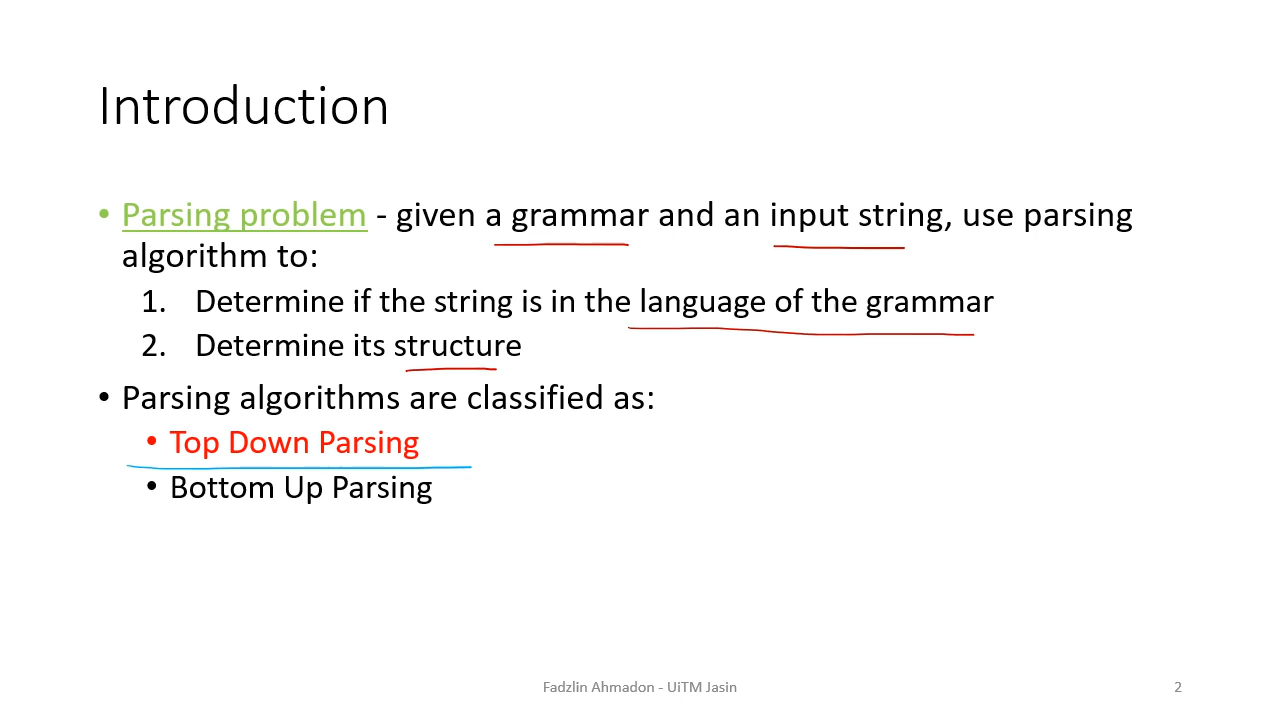 Introduction
• Parsing problem - given a grammar and an input string, use parsing
algorithm to:
1. Determine if the string is in the language of the grammar
2. Determine its structure
• Parsing algorithms are classified as:
• Top Down Parsing
• Bottom Up Parsing
Fadzlin Ahmadon - UiTM Jasin
2